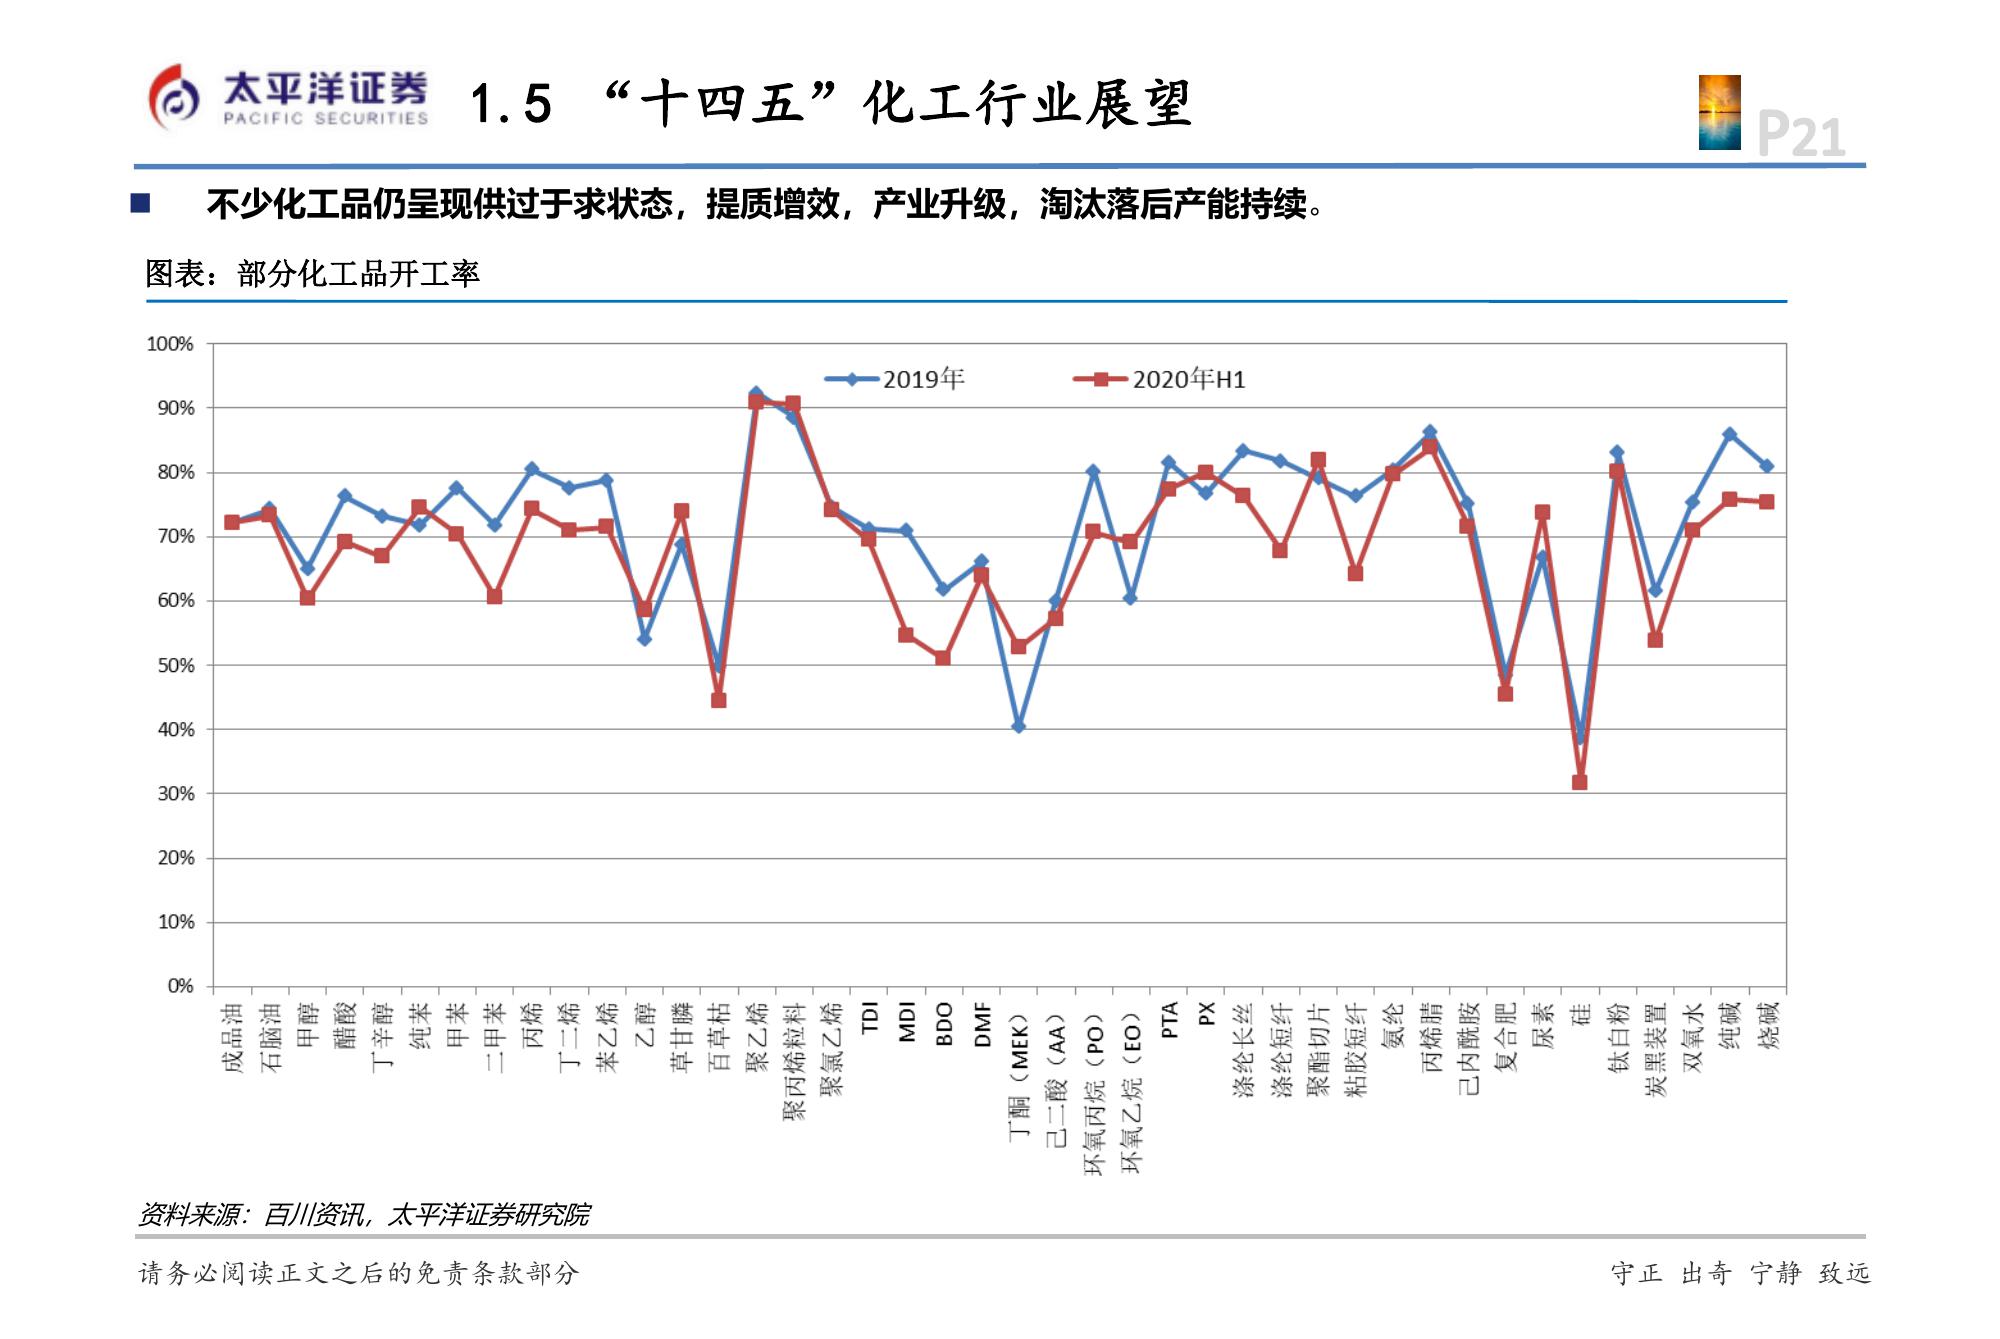 太平洋证券
PACIFIC SECURITIES
1.5 “十四五”化工行业展望
P21
不少化工品仍呈现供过于求状态，提质增效，产业升级，淘汰落后产能持续。
图表：部分化工品开工率
2019年
2020年H1
100%
90%
80%
70%
60%
50%
40%
30%
20%
10%
0%
成品油
石脑油
甲醇
醋酸
丁辛醇
纯苯
甲苯
二甲苯
丙烯
丁二烯
苯乙烯
乙醇
草甘膦
百草枯
聚乙烯
聚丙烯粒料
聚氯乙烯
TDI
MDI
BDO
DMF
丁酮（MEK）
己二酸（AA）
环氧丙烷（PO）
环氧乙烷（EO）
PTA
PX
涤纶长丝
涤纶短纤
聚酯切片
粘胶短纤
氨纶
丙烯腈
己内酰胺
复合肥
尿素
硅
钛白粉
炭黑装置
双氧水
纯碱
烧碱
资料来源：百川资讯，太平洋证券研究院
请务必阅读正文之后的免责条款部分
守正 出奇 宁静 致远